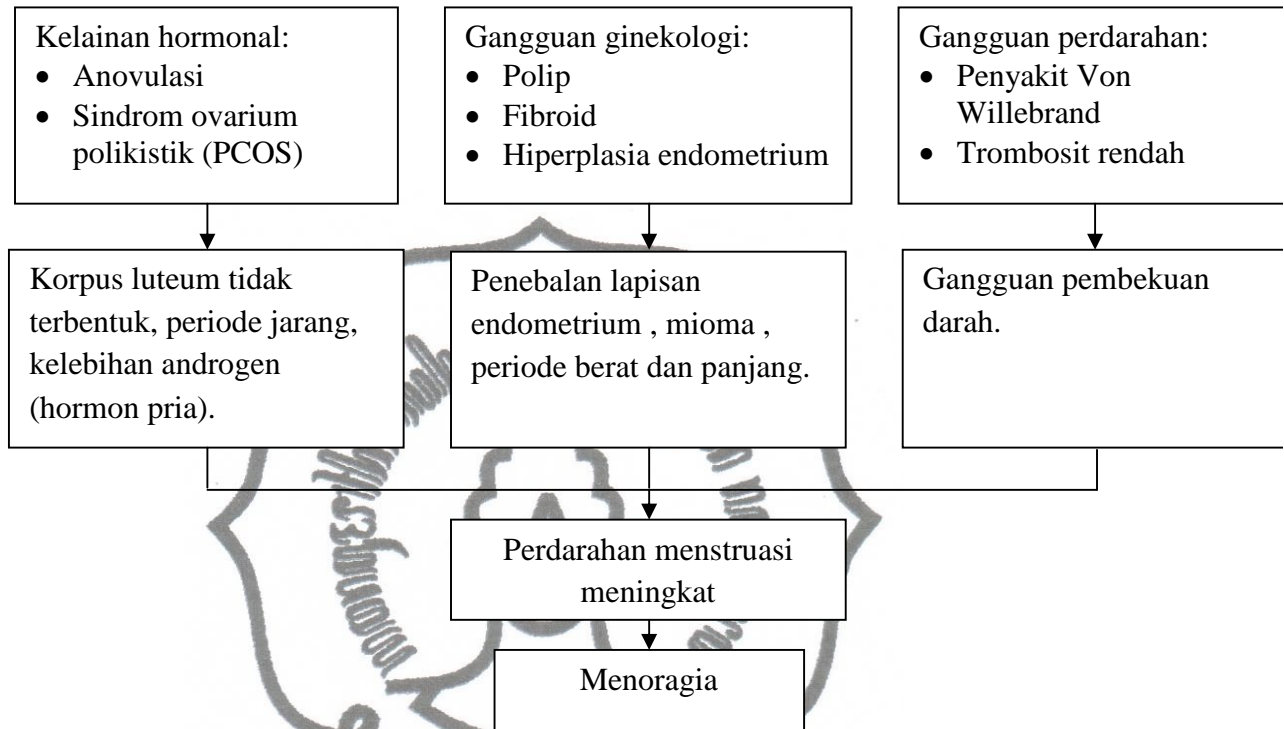 Kelainan hormonal:
• Anovulasi
• Sindrom ovarium
polikistik (PCOS)
Gangguan ginekologi:
• Polip
• Fibroid
• Hiperplasia endometrium
Gangguan perdarahan:
• Penyakit Von
Willebrand
• Trombosit rendah
Korpus luteum tidak
terbentuk, periode jarang,
kelebihan androgen
(hormon pria).
Penebalan lapisan
endometrium , mioma ,
periode berat dan panjang.
Gangguan pembekuan
darah.
Perdarahan menstruasi
meningkat
Menoragia